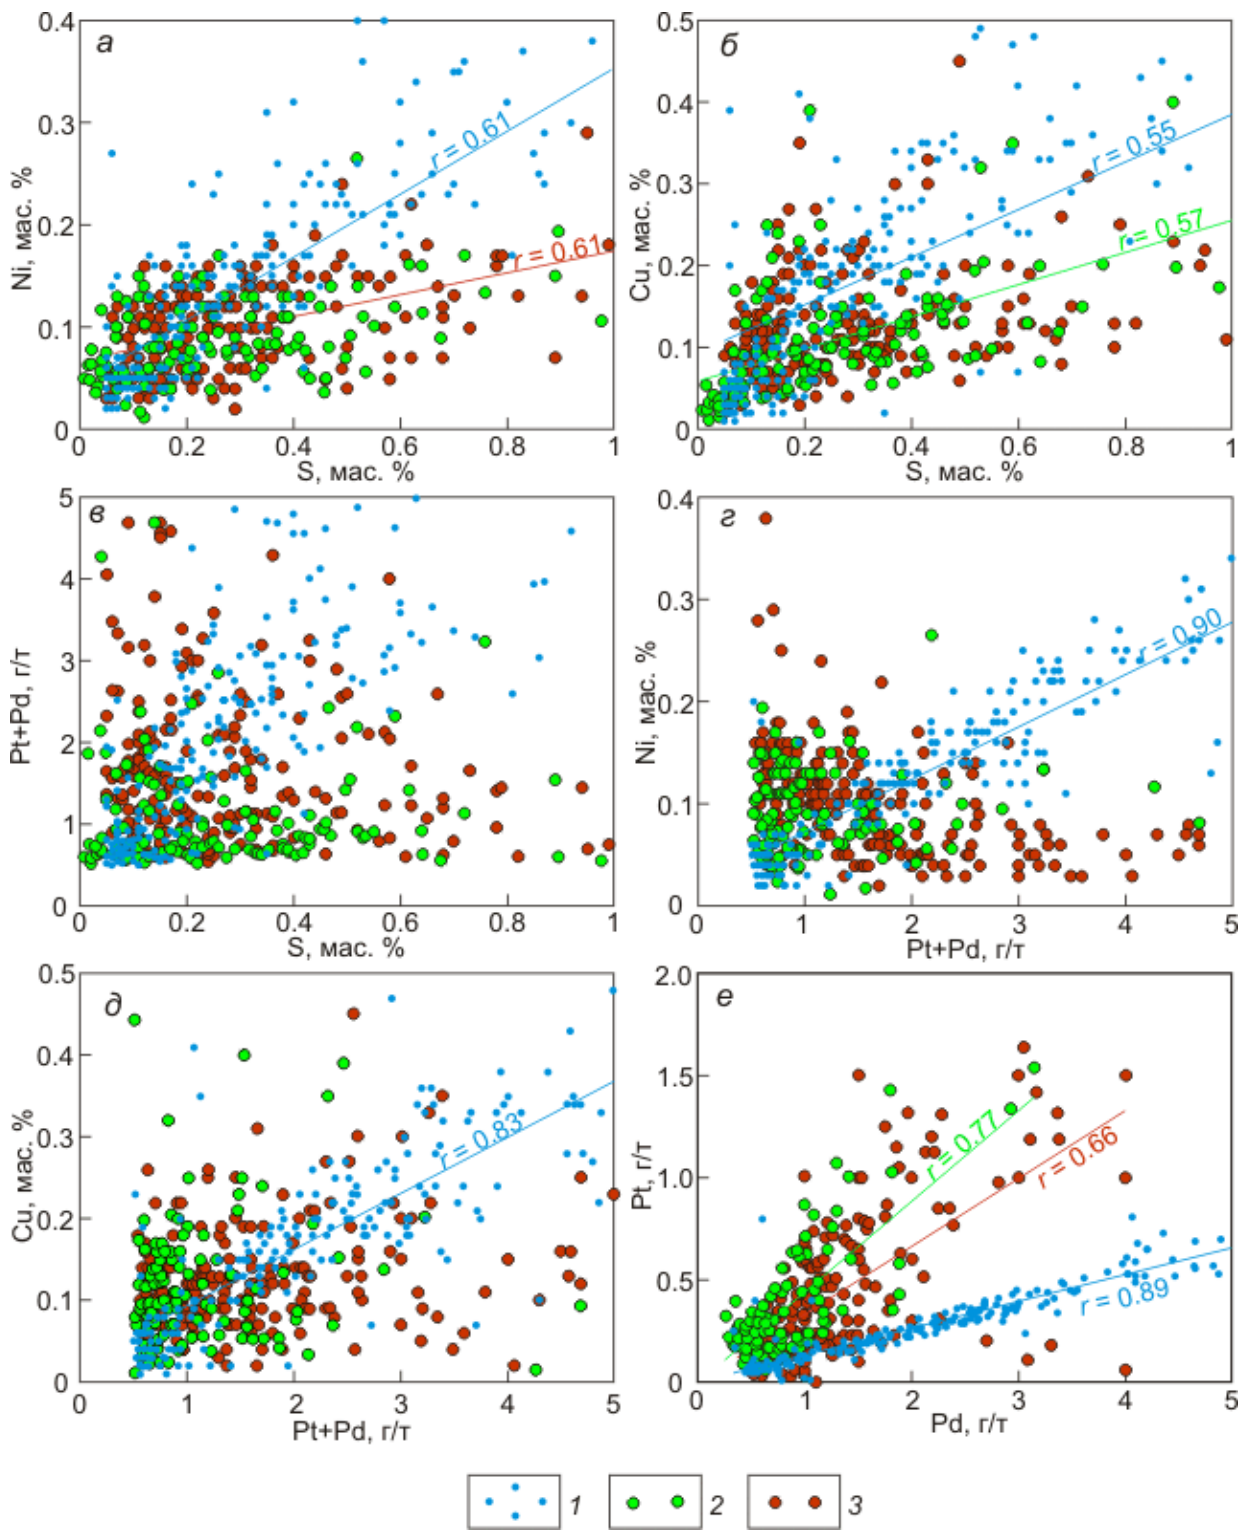 а
Ni, мас. %
0.4
0.3
0.2
0.1
0
r = 0.61
r = 0.61
0
0.2
0.4
0.6
0.8
1
S, мас. %
б
Cu, мас. %
0.5
0.4
0.3
0.2
0.1
0
r = 0.55
r = 0.57
0
0.2
0.4
0.6
0.8
1
S, мас. %
в
Pt+Pd, г/т
5
4
3
2
1
0
0
0.2
0.4
0.6
0.8
1
S, мас. %
г
Ni, мас. %
0.4
0.3
0.2
0.1
0
r = 0.90
0
1
2
3
4
5
Pt+Pd, г/т
д
Cu, мас. %
0.5
0.4
0.3
0.2
0.1
0
r = 0.83
0
1
2
3
4
5
Pt+Pd, г/т
е
Pt, г/т
2.0
1.5
1.0
0.5
0
r = 0.77
r = 0.66
r = 0.89
0
1
2
3
4
5
Pd, г/т
1
2
3